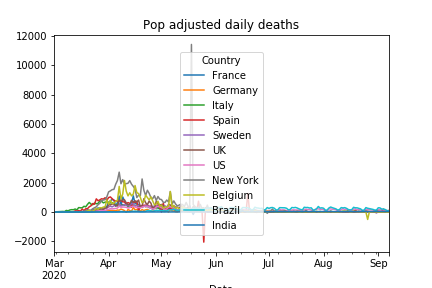 Pop adjusted daily deaths
12000
10000
8000
6000
4000
2000
0
−2000
Country
France
Germany
Italy
Spain
Sweden
UK
US
New York
Belgium
Brazil
India
Mar Apr May Jun Jul Aug Sep
2020
Date